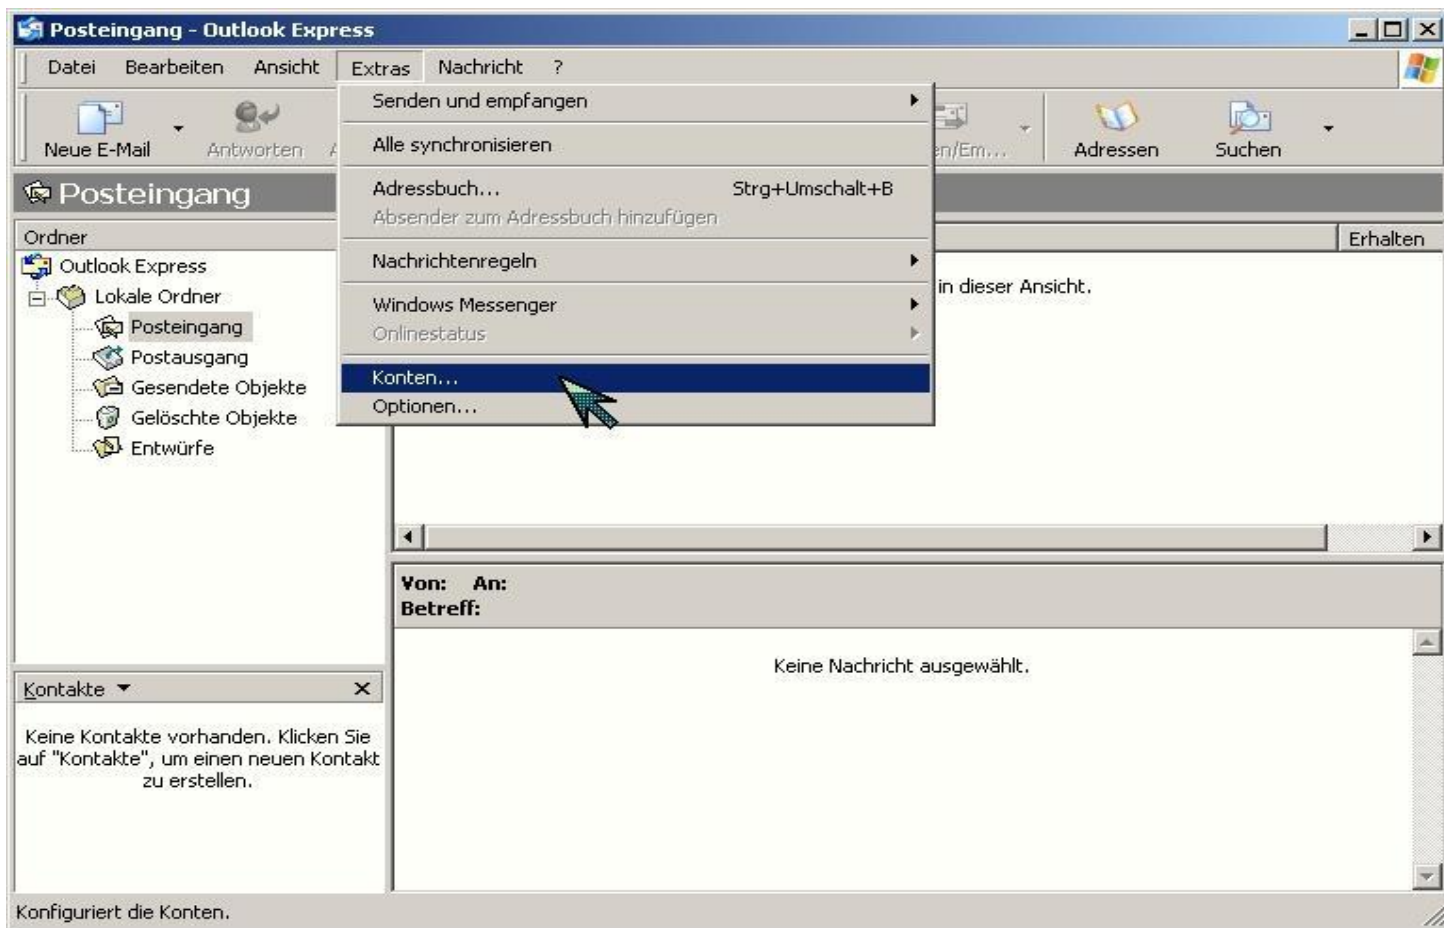 Posteingang - Outlook Express
Datei Bearbeiten Ansicht Extras Nachricht ?
Neue E-Mail Antworten Adressen Suchen
Posteingang
Ordner
Outlook Express
Lokale Ordner
Posteingang
Postausgang
Gesendete Objekte
Gelöschte Objekte
Entwürfe
Senden und empfangen
Alle synchronisieren
Adressbuch... Strg+Umschalt+B
Absender zum Adressbuch hinzufügen
Nachrichtenregeln
Windows Messenger
Onlinestatus
Konten...
Optionen...
Erhalten
in dieser Ansicht.
Von: An:
Betreff:
Keine Nachricht ausgewählt.
Kontakte
Keine Kontakte vorhanden. Klicken Sie
auf "Kontakte", um einen neuen Kontakt
zu erstellen.
Konfiguriert die Konten.